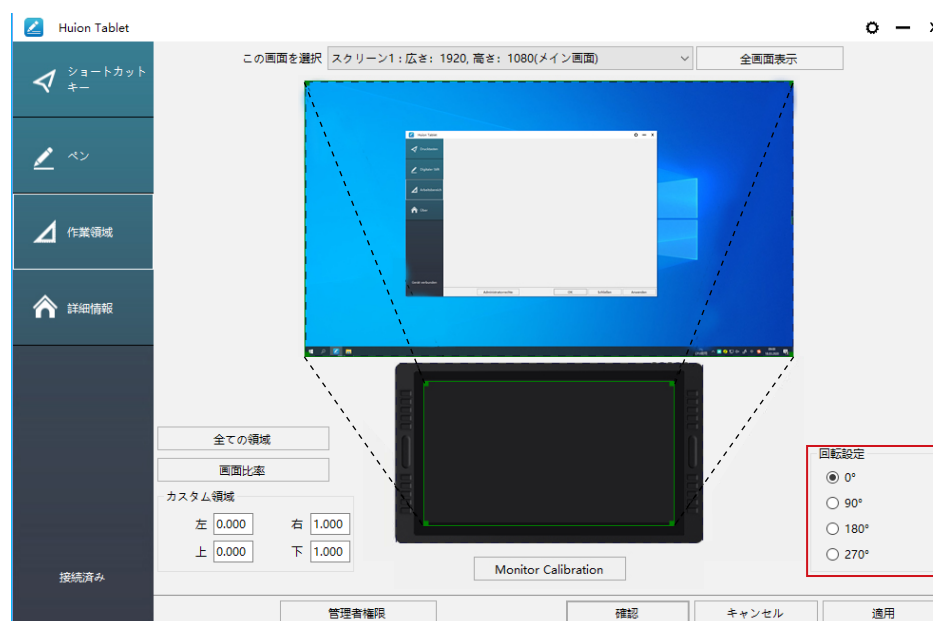 Huion Tablet
この画面を選択 スクリーン1：広さ：1920, 高さ：1080(メイン画面) 全画面表示
ショートカット
キー
ペン
作業領域
詳細情報
接続済み
Huion Tablet
全ての領域
画面比率
カスタム領域
左 0.000 右 1.000
上 0.000 下 1.000
回転設定
0°
90°
180°
270°
Monitor Calibration
管理者権限 確認 キャンセル 適用